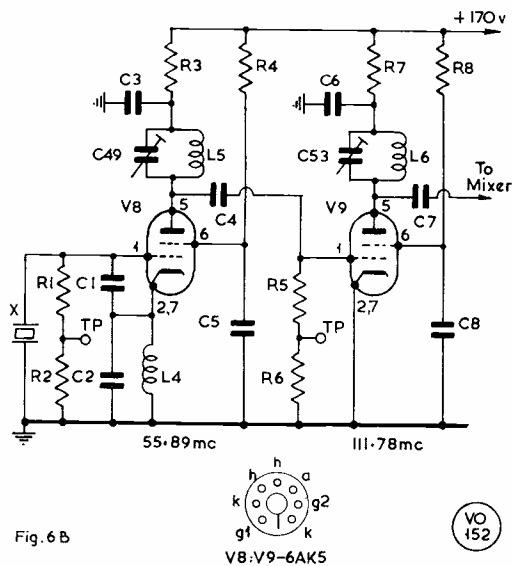 +170v
R3
R4
R7
R8
C3
C6
C49
L5
C53
L6
To
Mixer
V8
5
C4
V9
5
C7
1
6
1
6
R1
C1
2,7
R5
2,7
X
TP
C5
TP
C8
R2
C2
L4
R6
55·89mc
111·78mc
h
h
a
k
g2
g1
k
Fig. 6B
V8:V9-6AK5
VO
152